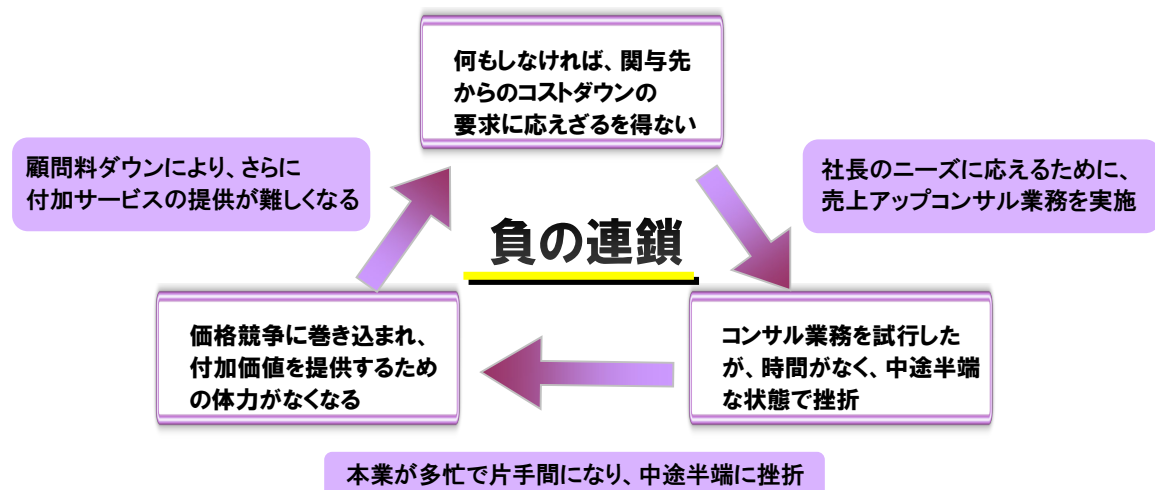 何もしなければ、関与先
からのコストダウンの
要求に応えざるを得ない
顧問料ダウンにより、さらに
付加サービスの提供が難しくなる
社長のニーズに応えるために、
売上アップコンサル業務を実施
負の連鎖
価格競争に巻き込まれ、
付加価値を提供するため
の体力がなくなる
コンサル業務を試行した
が、時間がなく、中途半端
な状態で挫折
本業が多忙で片手間になり、中途半端に挫折